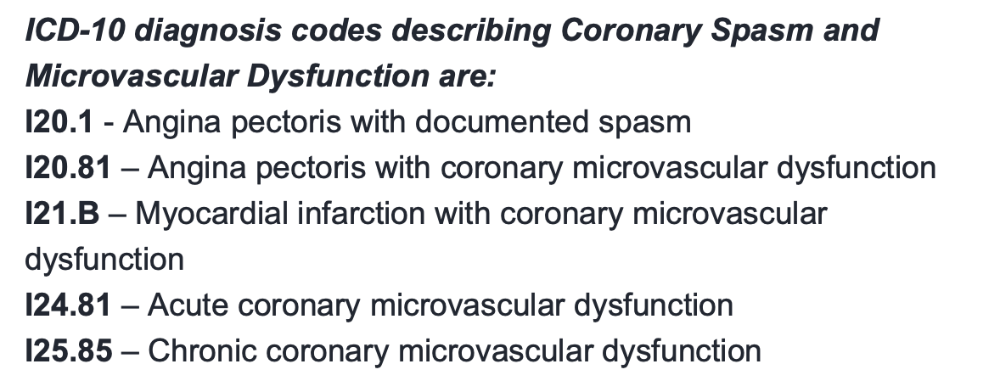 ICD-10 diagnosis codes describing Coronary Spasm and
Microvascular Dysfunction are:
I20.1 - Angina pectoris with documented spasm
I20.81 – Angina pectoris with coronary microvascular dysfunction
I21.B – Myocardial infarction with coronary microvascular
dysfunction
I24.81 – Acute coronary microvascular dysfunction
I25.85 – Chronic coronary microvascular dysfunction